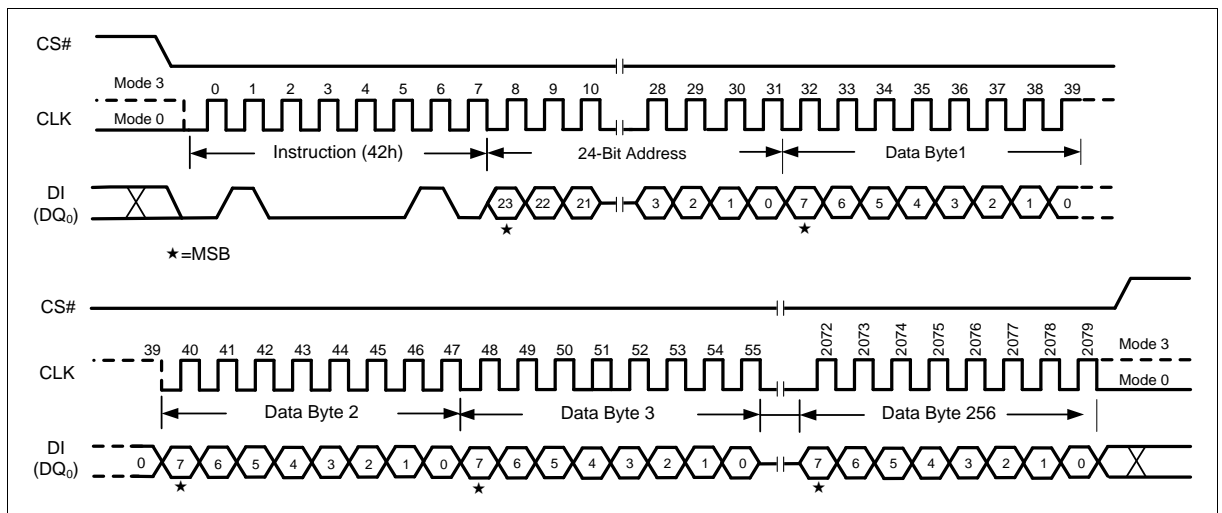 CS#
Mode 3 0 1 2 3 4 5 6 7 8 9 10 28 29 30 31 32 33 34 35 36 37 38 39
CLK Mode 0
Instruction (42h) 24-Bit Address Data Byte1
DI
(DQ0) 23 22 21 3 2 1 0 7 6 5 4 3 2 1 0
★ ★
★=MSB
CS#
39 40 41 42 43 44 45 46 47 48 49 50 51 52 53 54 55 2072 2073 2074 2075 2076 2077 2078 2079 Mode 3
CLK Mode 0
Data Byte 2 Data Byte 3 Data Byte 256
DI
(DQ0) 0 7 6 5 4 3 2 1 0 7 6 5 4 3 2 1 0 7 6 5 4 3 2 1 0
★ ★ ★